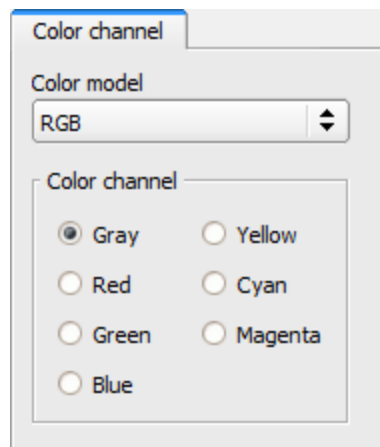 Color channel
Color model
RGB
Color channel
Gray Yellow
Red Cyan
Green Magenta
Blue